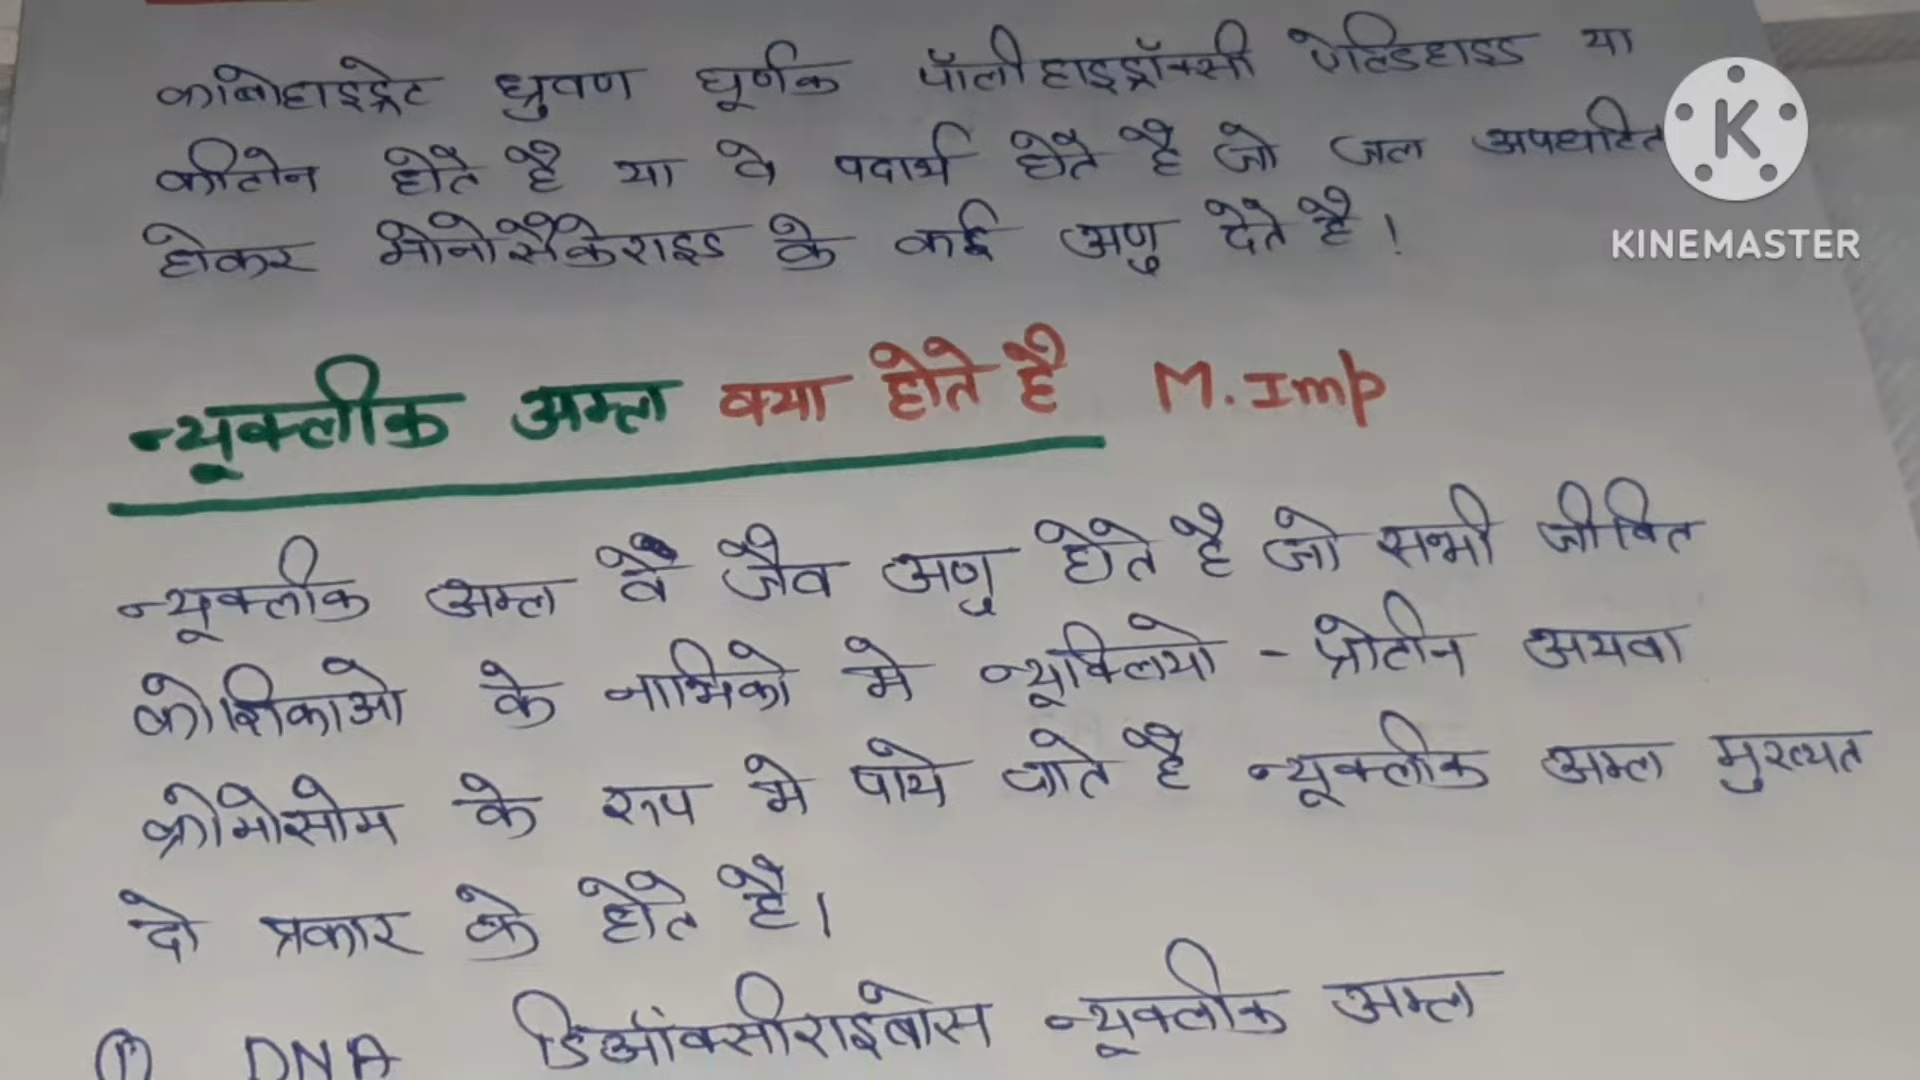 कार्बोहाइड्रेट ध्रुवण घूर्णक पॉलीहाइड्रॉक्सी ऐल्डिहाइड या
कीटोन होते है या वे पदार्थ होते है जो जल अपघटित
होकर मोनोसैकेराइड के कई अणु देते है।
न्यूक्लीक अम्ल क्या होते है M.Imp
न्यूक्लीक अम्ल वे जैव अणु होते है जो सभी जीवित
कोशिकाओ के नाभिको मे न्यूक्लियो - प्रोटीन अथवा
क्रोमोसोम के रूप मे पाये जाते है न्यूक्लीक अम्ल मुख्यत
दो प्रकार के होते है।
① DNA डिऑक्सीराइबोस न्यूक्लीक अम्ल
K
KINEMASTER